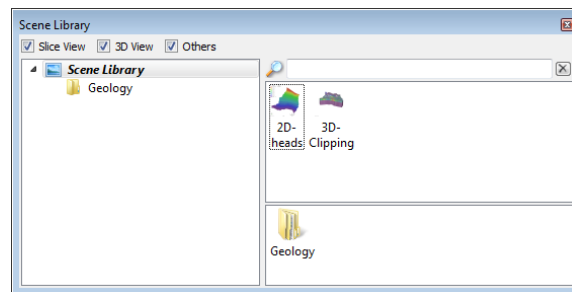 Scene Library
Slice View 3D View Others
Scene Library
Geology
2D-
heads
3D-
Clipping
Geology